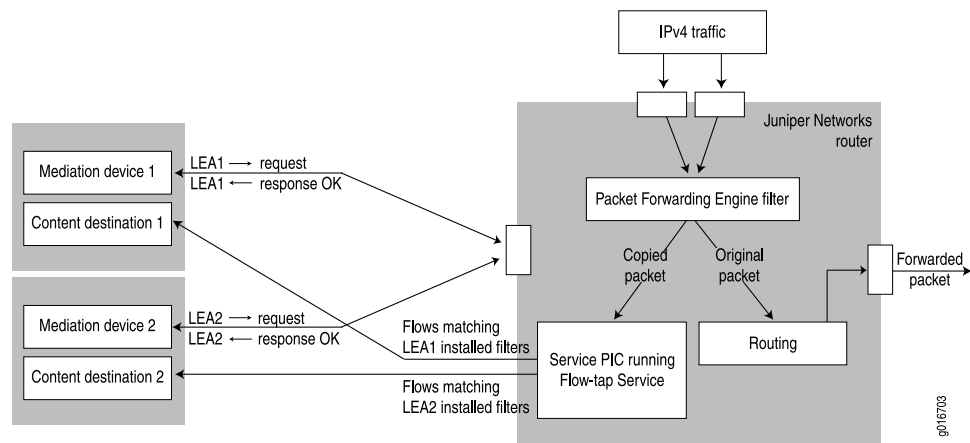 IPv4 traffic
Juniper Networks
router
Mediation device 1
LEA1 → request
LEA1 ← response OK
Content destination 1
Packet Forwarding Engine filter
Copied
packet
Original
packet
Forwarded
packet
Mediation device 2
LEA2 → request
LEA2 ← response OK
Content destination 2
Flows matching
LEA1 installed filters
Flows matching
LEA2 installed filters
Service PIC running
Flow-tap Service
Routing
g016703